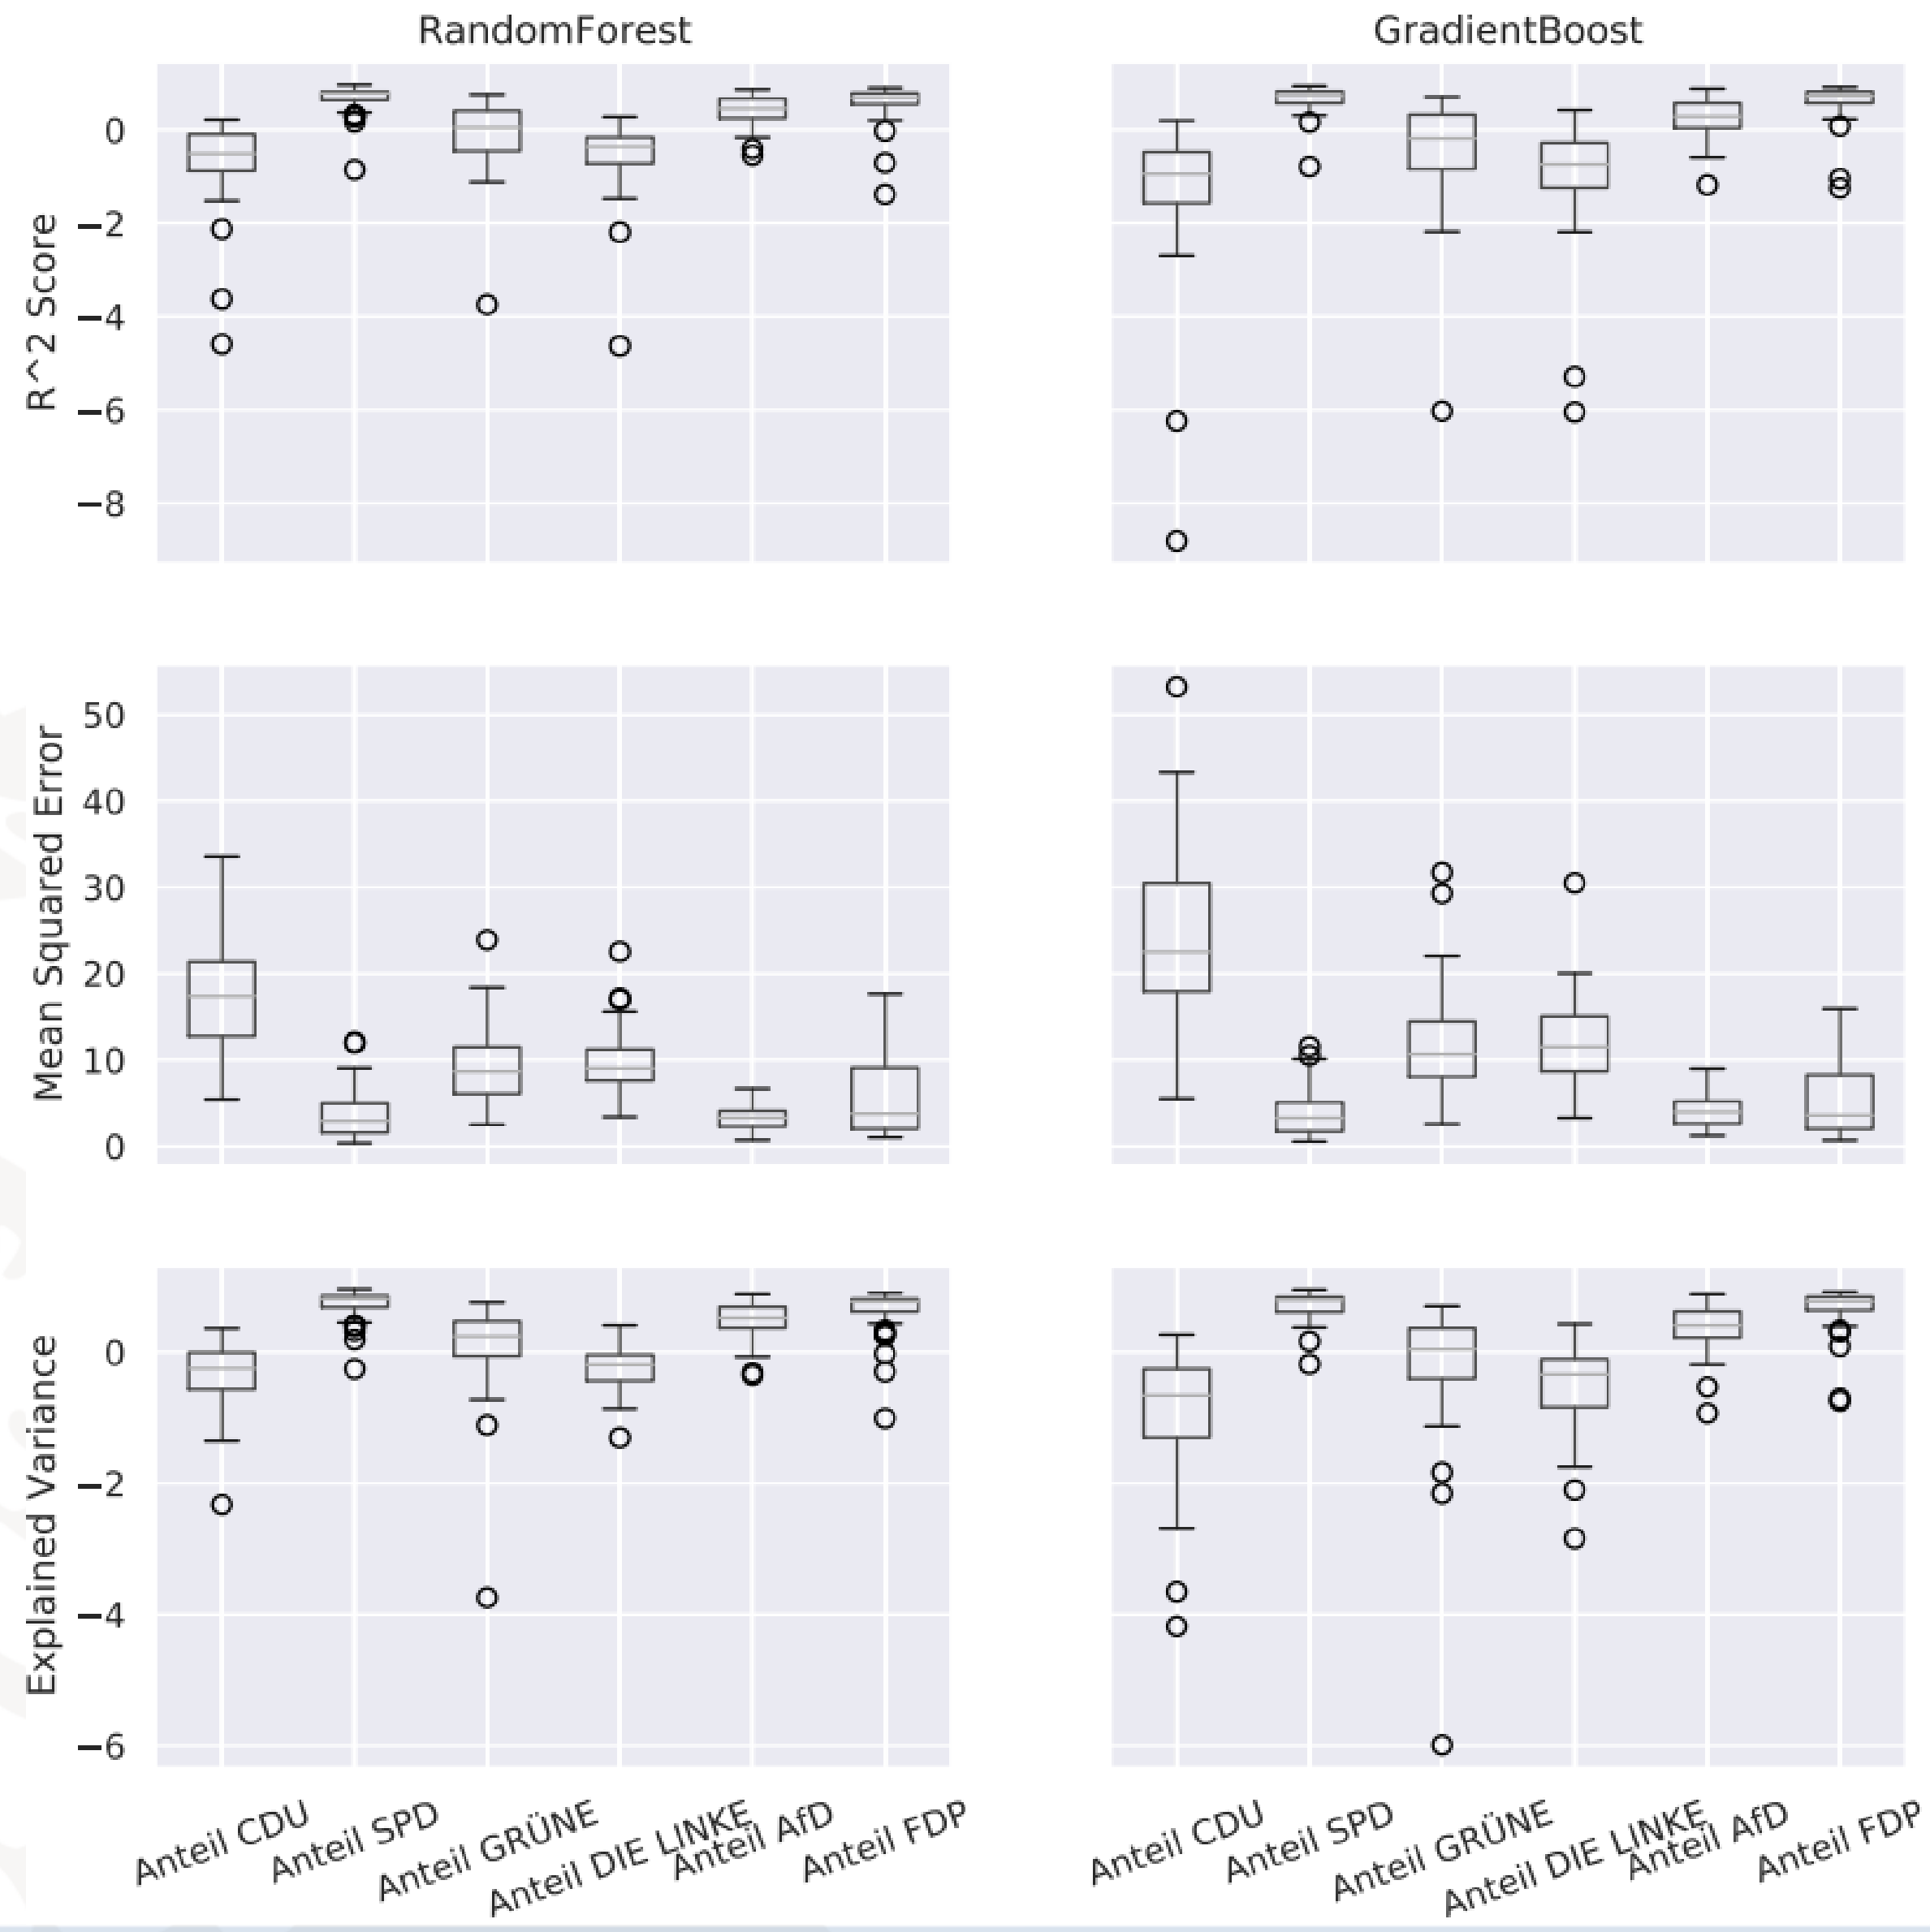 RandomForest
GradientBoost
R^2 Score
0
−2
−4
−6
−8
Mean Squared Error
50
40
30
20
10
0
Explained Variance
0
−2
−4
−6
Anteil CDU
Anteil SPD
Anteil GRÜNE
Anteil DIE LINKE
Anteil AfD
Anteil FDP
Anteil CDU
Anteil SPD
Anteil GRÜNE
Anteil DIE LINKE
Anteil AfD
Anteil FDP